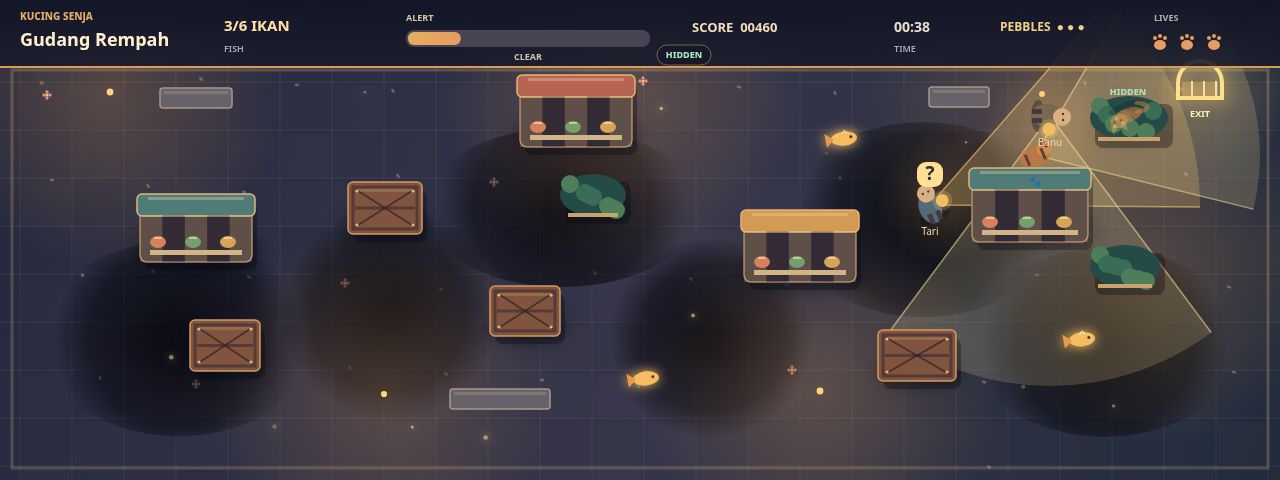 KUCING SENJA
Gudang Rempah
3/6 IKAN
FISH
ALERT
CLEAR
HIDDEN
SCORE 00460
00:38
TIME
PEBBLES
LIVES
HIDDEN
EXIT
Banu
?
Tari